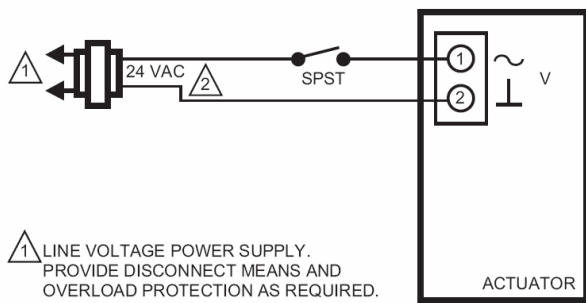 1
24 VAC
2
SPST
1
2
V
1 LINE VOLTAGE POWER SUPPLY.
PROVIDE DISCONNECT MEANS AND
OVERLOAD PROTECTION AS REQUIRED.
ACTUATOR